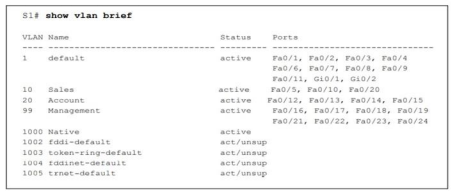 S1# show vlan brief
VLAN Name Status Ports
---- -------------------------------- --------- -------------------------------
1 default active Fa0/1, Fa0/2, Fa0/3, Fa0/4
Fa0/6, Fa0/7, Fa0/8, Fa0/9
Fa0/11, Gi0/1, Gi0/2
10 Sales active Fa0/5, Fa0/10, Fa0/20
20 Account active Fa0/12, Fa0/13, Fa0/14, Fa0/15
99 Management active Fa0/16, Fa0/17, Fa0/18, Fa0/19
Fa0/21, Fa0/22, Fa0/23, Fa0/24
1000 Native active
1002 fddi-default act/unsup
1003 token-ring-default act/unsup
1004 fddinet-default act/unsup
1005 trnet-default act/unsup